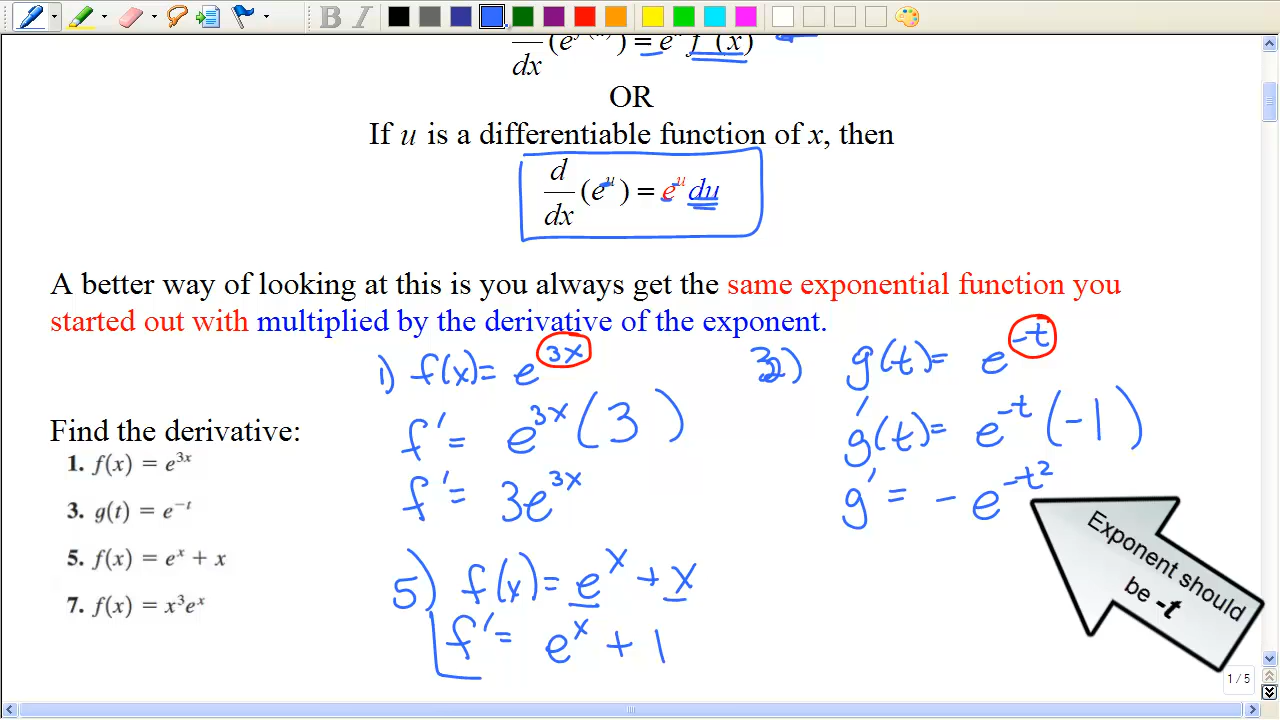 B I
d/dx (e^f(x)) = e^x f'(x)
OR
If u is a differentiable function of x, then
d/dx (e^u) = e^u du
A better way of looking at this is you always get the same exponential function you
started out with multiplied by the derivative of the exponent.
1) f(x) = e^3x
f' = e^3x (3)
f' = 3e^3x
3) g(t) = e^-t
g'(t) = e^-t (-1)
g' = -e^-t^2
Exponent should
be -t
Find the derivative:
1. f(x) = e^3x
3. g(t) = e^-t
5. f(x) = e^x + x
7. f(x) = x^3e^x
5) f(x) = e^x + x
f' = e^x + 1
1 / 5